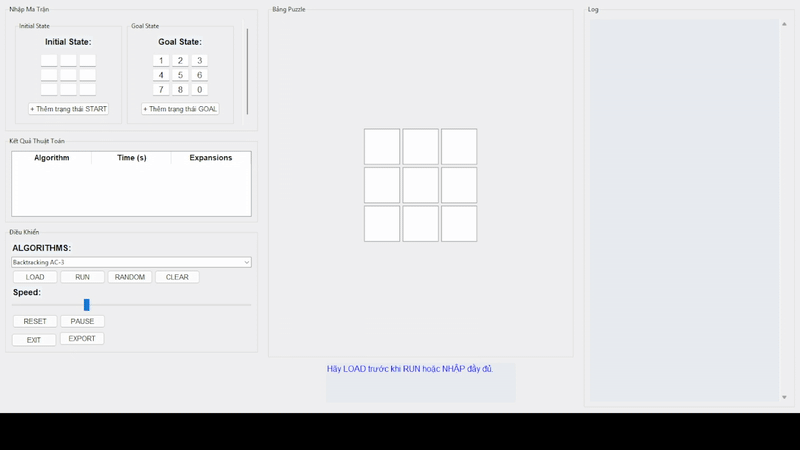 Nhập Ma Trận
Initial State
Initial State:
+ Thêm trạng thái START
Goal State
Goal State:
1 2 3
4 5 6
7 8 0
+ Thêm trạng thái GOAL
Kết Quả Thuật Toán
Algorithm Time (s) Expansions
Điều Khiển
ALGORITHMS:
Backtracking AC-3
LOAD RUN RANDOM CLEAR
Speed:
RESET PAUSE
EXIT EXPORT
Bảng Puzzle
Hãy LOAD trước khi RUN hoặc NHẬP đầy đủ.
Log